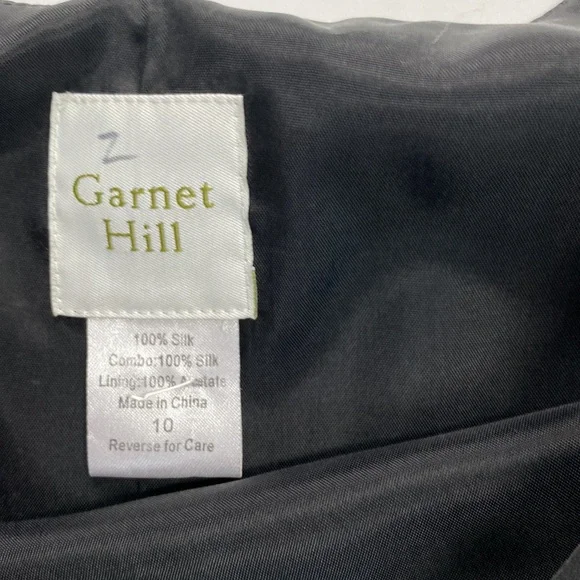 Z
Garnet
Hill
100% Silk
Combo:100% Silk
Lining:100% Acetate
Made in China
10
Reverse for Care